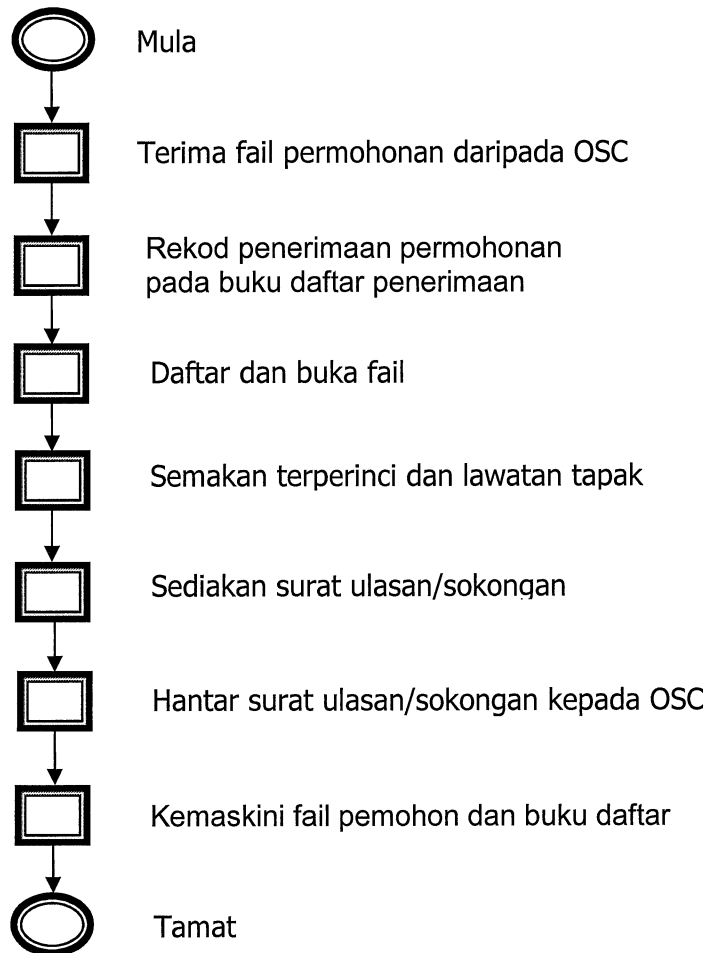 Mula
Terima fail permohonan daripada OSC
Rekod penerimaan permohonan
pada buku daftar penerimaan
Daftar dan buka fail
Semakan terperinci dan lawatan tapak
Sediakan surat ulasan/sokongan
Hantar surat ulasan/sokongan kepada OSC
Kemaskini fail pemohon dan buku daftar
Tamat